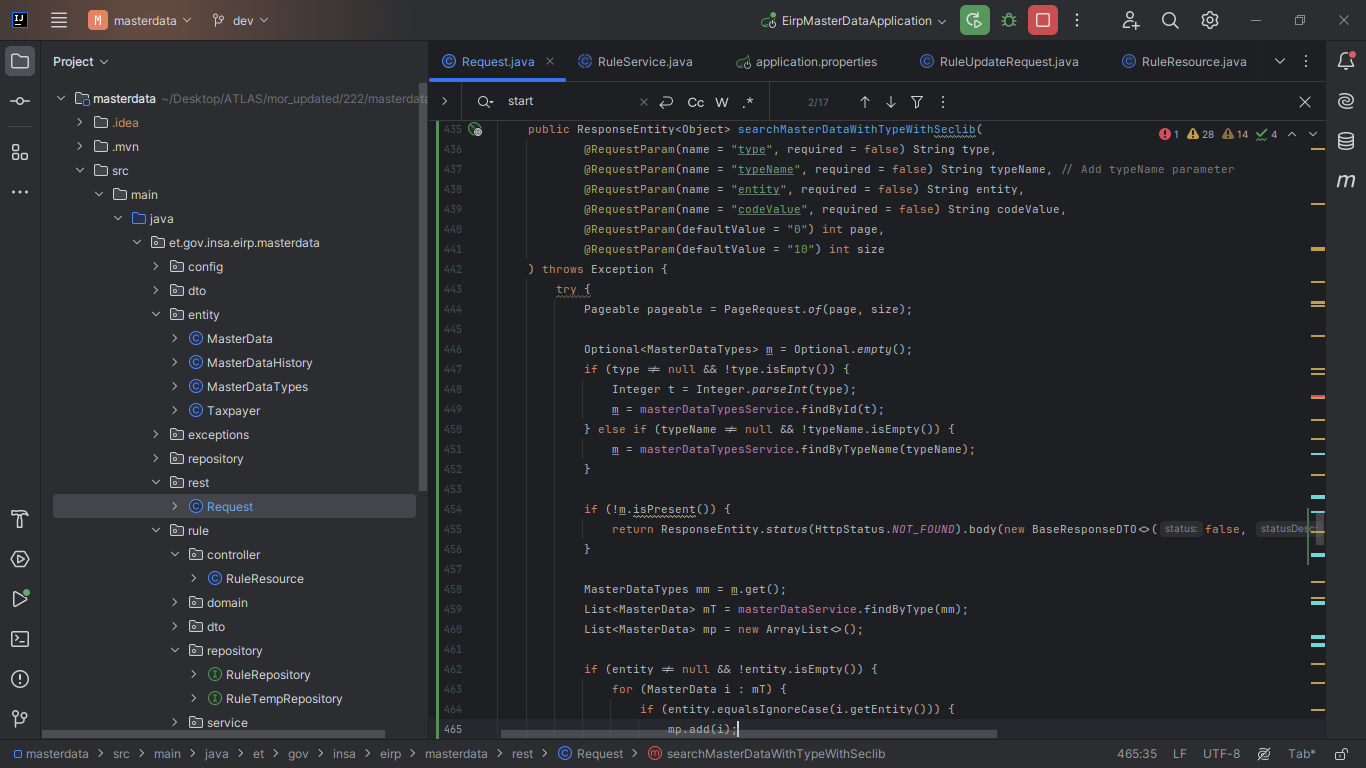 masterdata dev EirpMasterDataApplication
Project
Request.java RuleService.java application.properties RuleUpdateRequest.java RuleResource.java
masterdata ~/Desktop/ATLAS/mor_updated/222/masterdata
.idea
.mvn
src
main
java
et.gov.insa.eirp.masterdata
config
dto
entity
MasterData
MasterDataHistory
MasterDataTypes
Taxpayer
exceptions
repository
rest
Request
rule
controller
RuleResource
domain
dto
repository
RuleRepository
RuleTempRepository
service
start Cc W .* 2/17
1 28 14 4
435 public ResponseEntity<Object> searchMasterDataWithTypeWithSeclib(
436 @RequestParam(name = "type", required = false) String type,
437 @RequestParam(name = "typeName", required = false) String typeName, // Add typeName parameter
438 @RequestParam(name = "entity", required = false) String entity,
439 @RequestParam(name = "codeValue", required = false) String codeValue,
440 @RequestParam(defaultValue = "0") int page,
441 @RequestParam(defaultValue = "10") int size
442 ) throws Exception {
443 try {
444 Pageable pageable = PageRequest.of(page, size);
445
446 Optional<MasterDataTypes> m = Optional.empty();
447 if (type != null && !type.isEmpty()) {
448 Integer t = Integer.parseInt(type);
449 m = masterDataTypesService.findById(t);
450 } else if (typeName != null && !typeName.isEmpty()) {
451 m = masterDataTypesService.findByTypeName(typeName);
452 }
453
454 if (!m.isPresent()) {
455 return ResponseEntity.status(HttpStatus.NOT_FOUND).body(new BaseResponseDTO<>( status: false, statusDesc
456 }
457
458 MasterDataTypes mm = m.get();
459 List<MasterData> mT = masterDataService.findByType(mm);
460 List<MasterData> mp = new ArrayList<>();
461
462 if (entity != null && !entity.isEmpty()) {
463 for (MasterData i : mT) {
464 if (entity.equalsIgnoreCase(i.getEntity())) {
465 mp.add(i);
masterdata > src > main > java > et > gov > insa > eirp > masterdata > rest > Request > searchMasterDataWithTypeWithSeclib 465:35 LF UTF-8 Tab*